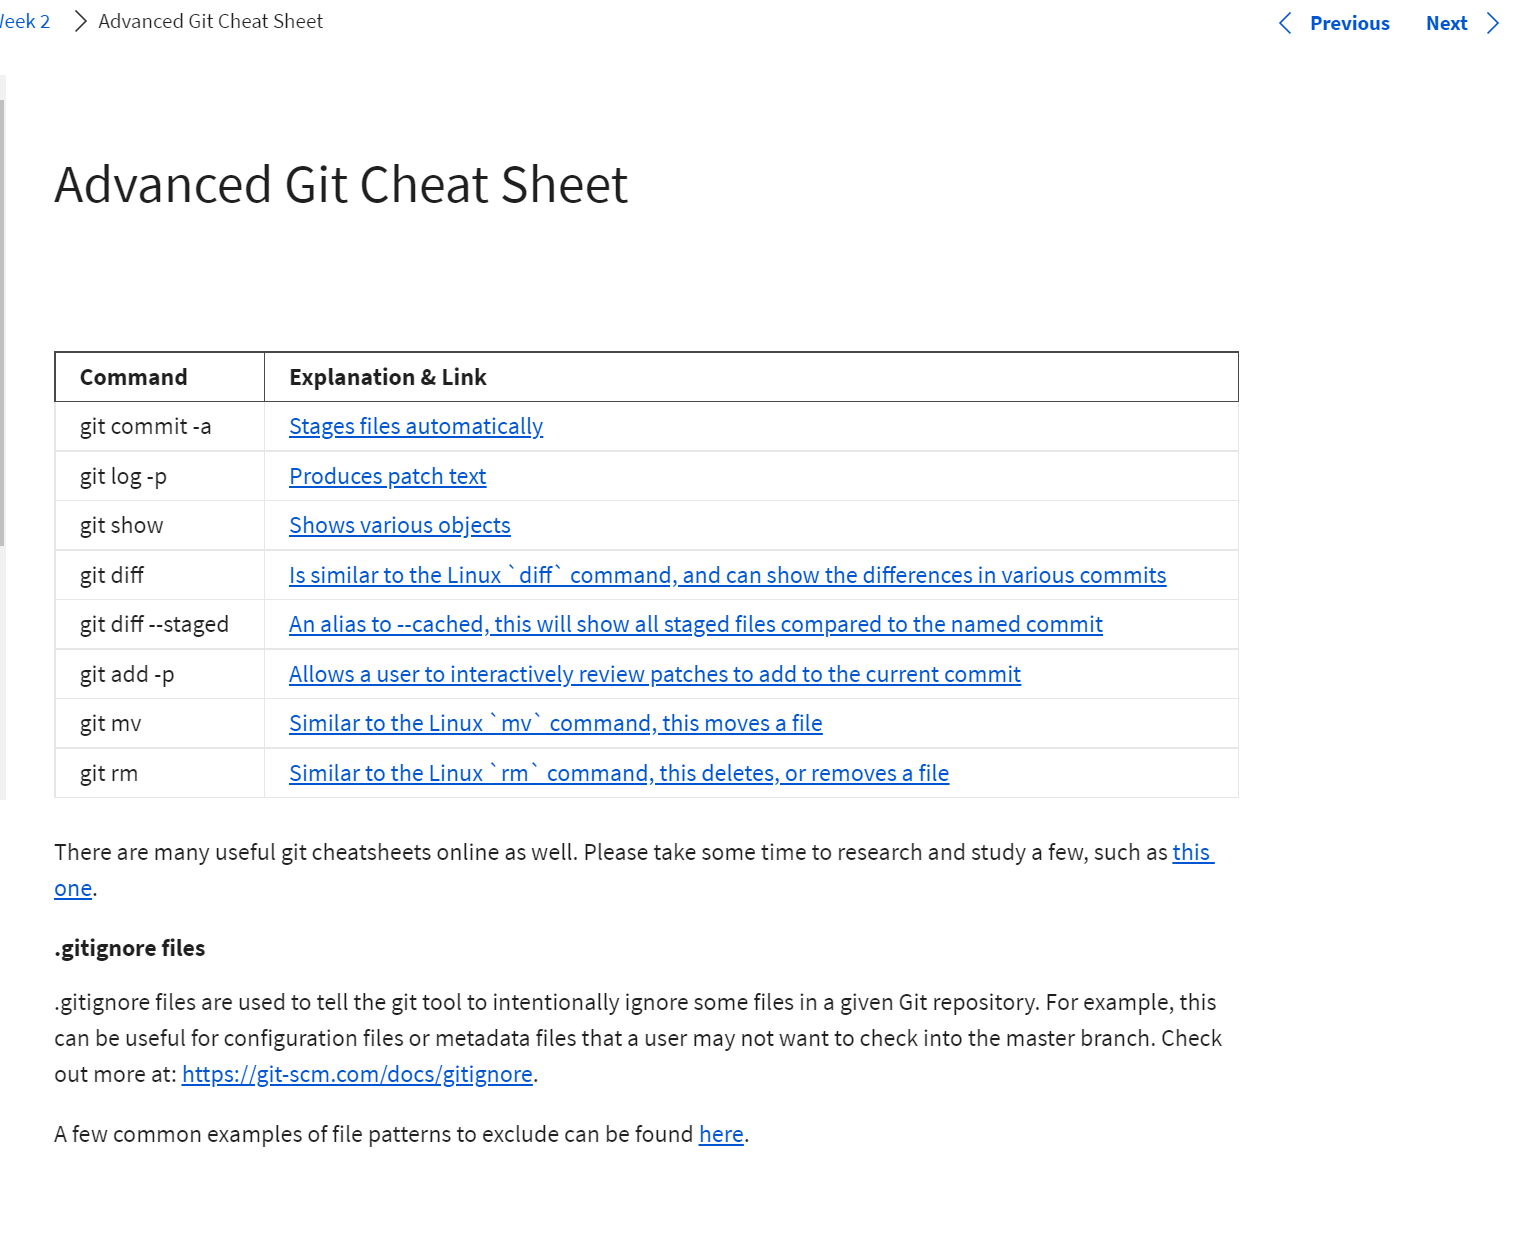 eek 2 > Advanced Git Cheat Sheet
Previous Next
Advanced Git Cheat Sheet
Command Explanation & Link
git commit -a Stages files automatically
git log -p Produces patch text
git show Shows various objects
git diff Is similar to the Linux `diff` command, and can show the differences in various commits
git diff --staged An alias to --cached, this will show all staged files compared to the named commit
git add -p Allows a user to interactively review patches to add to the current commit
git mv Similar to the Linux `mv` command, this moves a file
git rm Similar to the Linux `rm` command, this deletes, or removes a file
There are many useful git cheatsheets online as well. Please take some time to research and study a few, such as this
one.
.gitignore files
.gitignore files are used to tell the git tool to intentionally ignore some files in a given Git repository. For example, this
can be useful for configuration files or metadata files that a user may not want to check into the master branch. Check
out more at: https://git-scm.com/docs/gitignore.
A few common examples of file patterns to exclude can be found here.